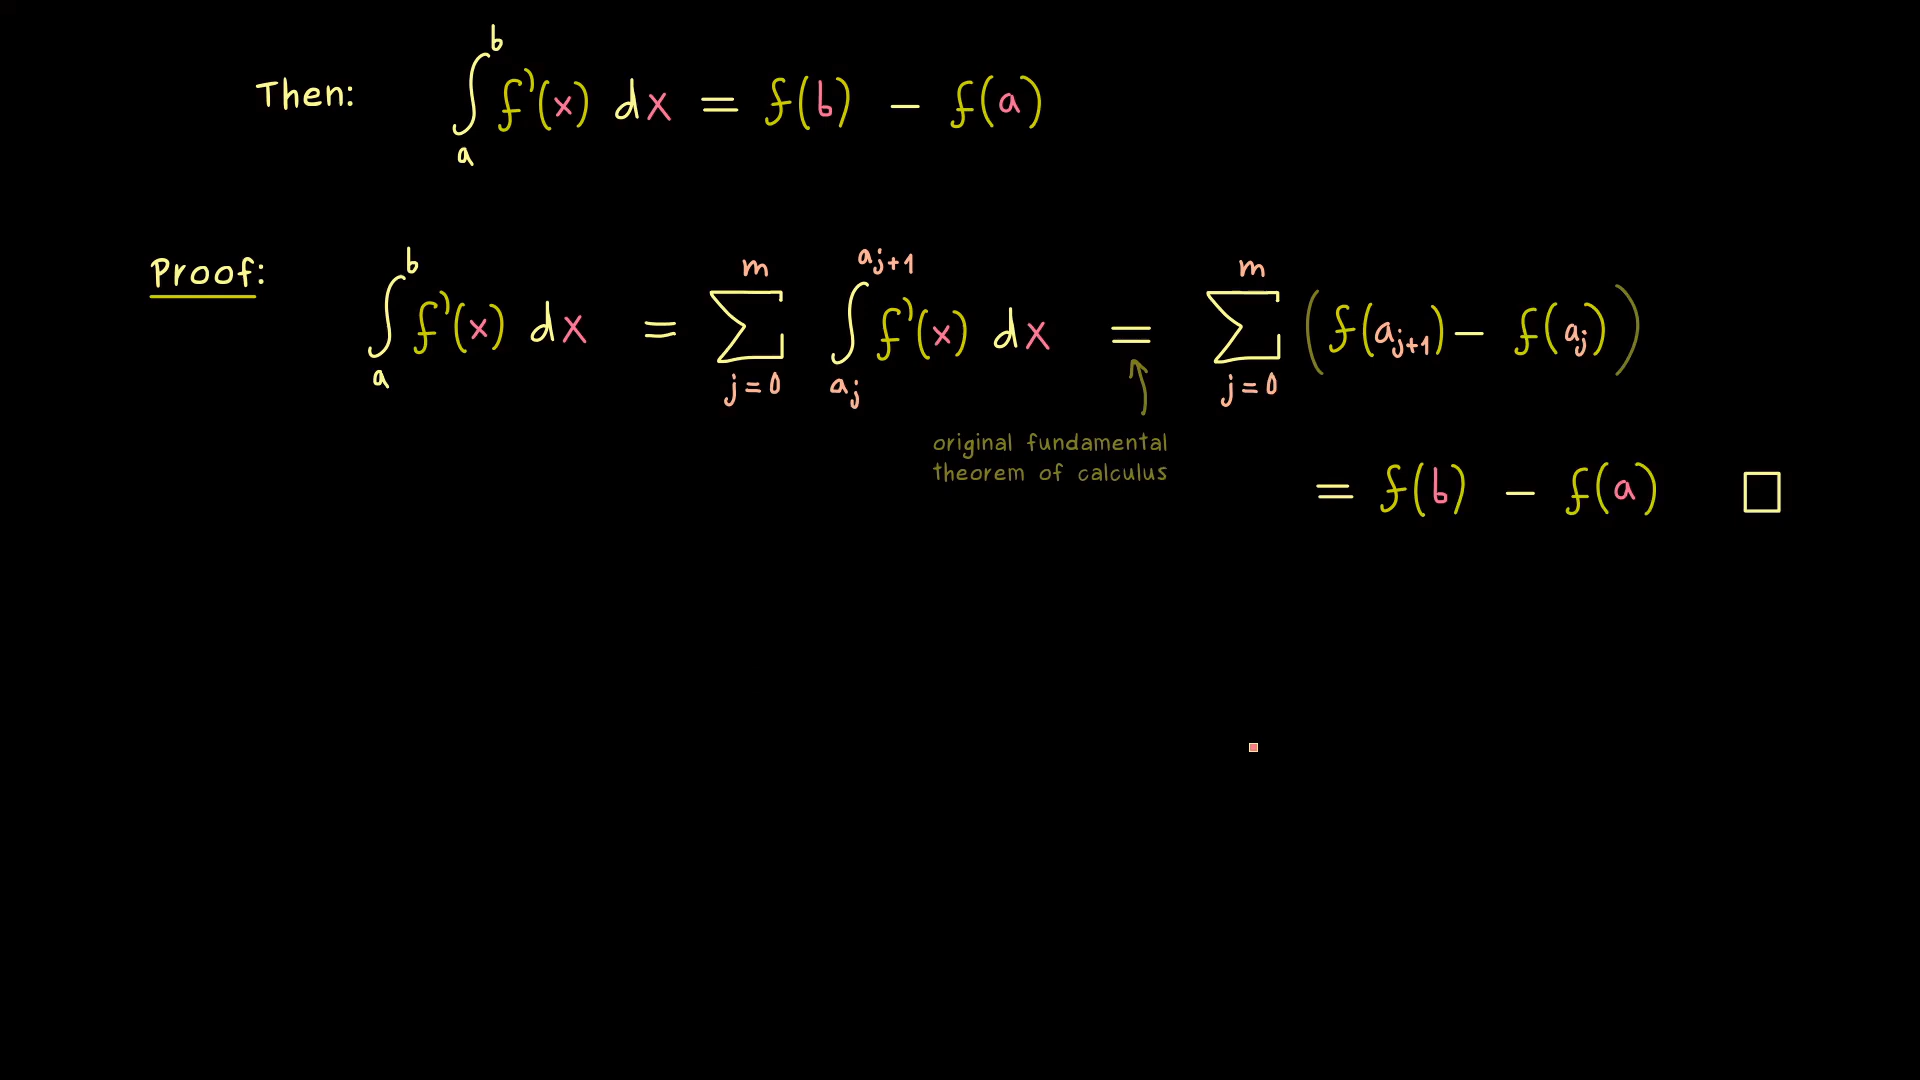 Then: ∫_a^b f'(x) dx = f(b) − f(a)
Proof: ∫_a^b f'(x) dx = ∑_{j=0}^m ∫_{a_j}^{a_{j+1}} f'(x) dx = ∑_{j=0}^m (f(a_{j+1}) − f(a_j))
original fundamental
theorem of calculus
= f(b) − f(a) □